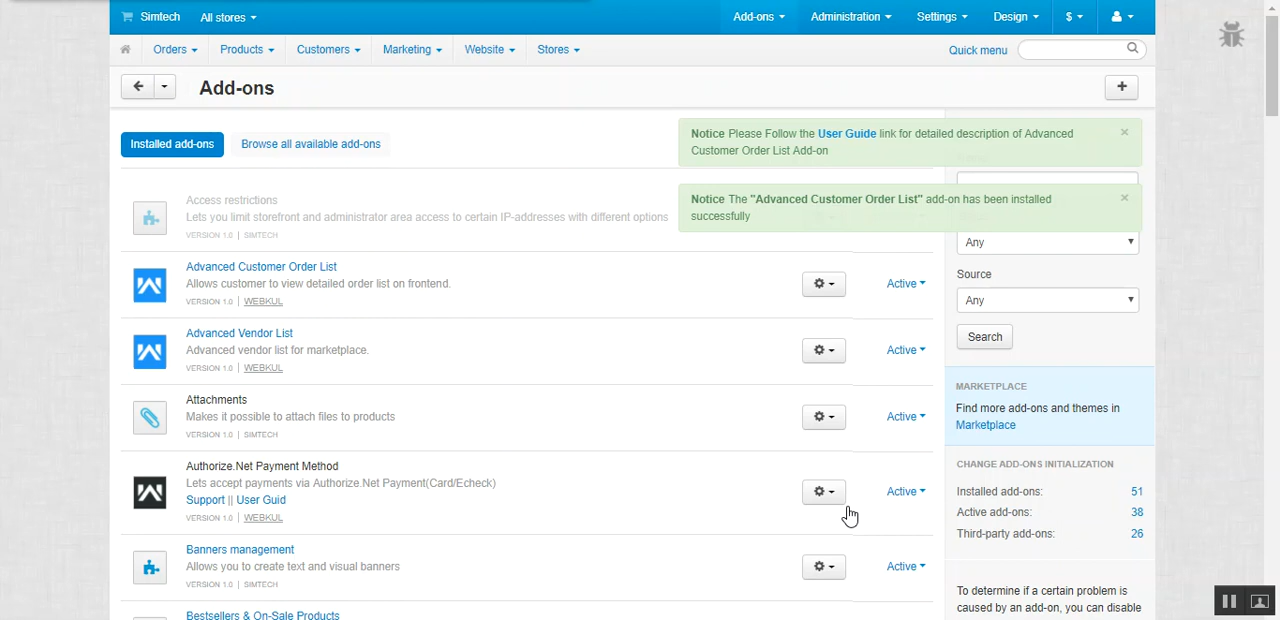 Simtech All stores Add-ons Administration Settings Design $
Orders Products Customers Marketing Website Stores Quick menu
Add-ons +
Installed add-ons Browse all available add-ons
Notice Please Follow the User Guide link for detailed description of Advanced
Customer Order List Add-on ×
Notice The "Advanced Customer Order List" add-on has been installed
successfully ×
Access restrictions
Lets you limit storefront and administrator area access to certain IP-addresses with different options
VERSION 1.0 | SIMTECH
Advanced Customer Order List
Allows customer to view detailed order list on frontend.
VERSION 1.0 | WEBKUL
Active
Advanced Vendor List
Advanced vendor list for marketplace.
VERSION 1.0 | WEBKUL
Active
Attachments
Makes it possible to attach files to products
VERSION 1.0 | SIMTECH
Active
Authorize.Net Payment Method
Lets accept payments via Authorize.Net Payment(Card/Echeck)
Support || User Guid
VERSION 1.0 | WEBKUL
Active
Banners management
Allows you to create text and visual banners
VERSION 1.0 | SIMTECH
Active
Bestsellers & On-Sale Products
Any
Source
Any
Search
MARKETPLACE
Find more add-ons and themes in
Marketplace
CHANGE ADD-ONS INITIALIZATION
Installed add-ons: 51
Active add-ons: 38
Third-party add-ons: 26
To determine if a certain problem is
caused by an add-on, you can disable